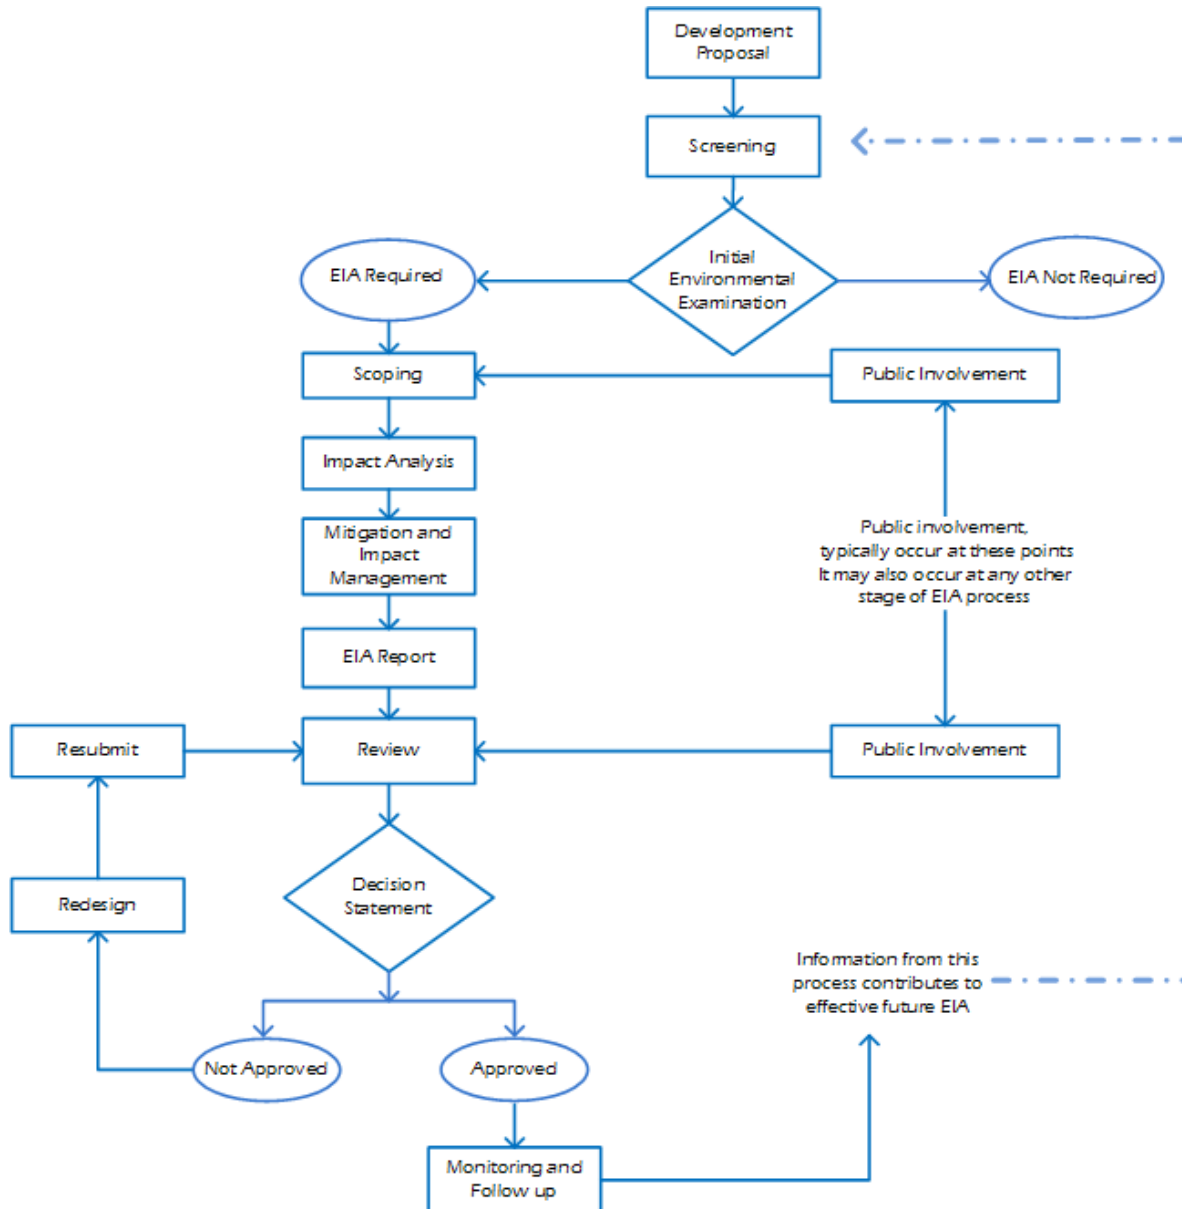 Development
Proposal
Screening
Initial
Environmental
Examination
EIA Required
EIA Not Required
Scoping
Public Involvement
Impact Analysis
Mitigation and
Impact
Management
Public involvement,
typically occur at these points
It may also occur at any other
stage of EIA process
EIA Report
Resubmit
Review
Public Involvement
Redesign
Decision
Statement
Information from this
process contributes to
effective future EIA
Not Approved
Approved
Monitoring and
Follow up